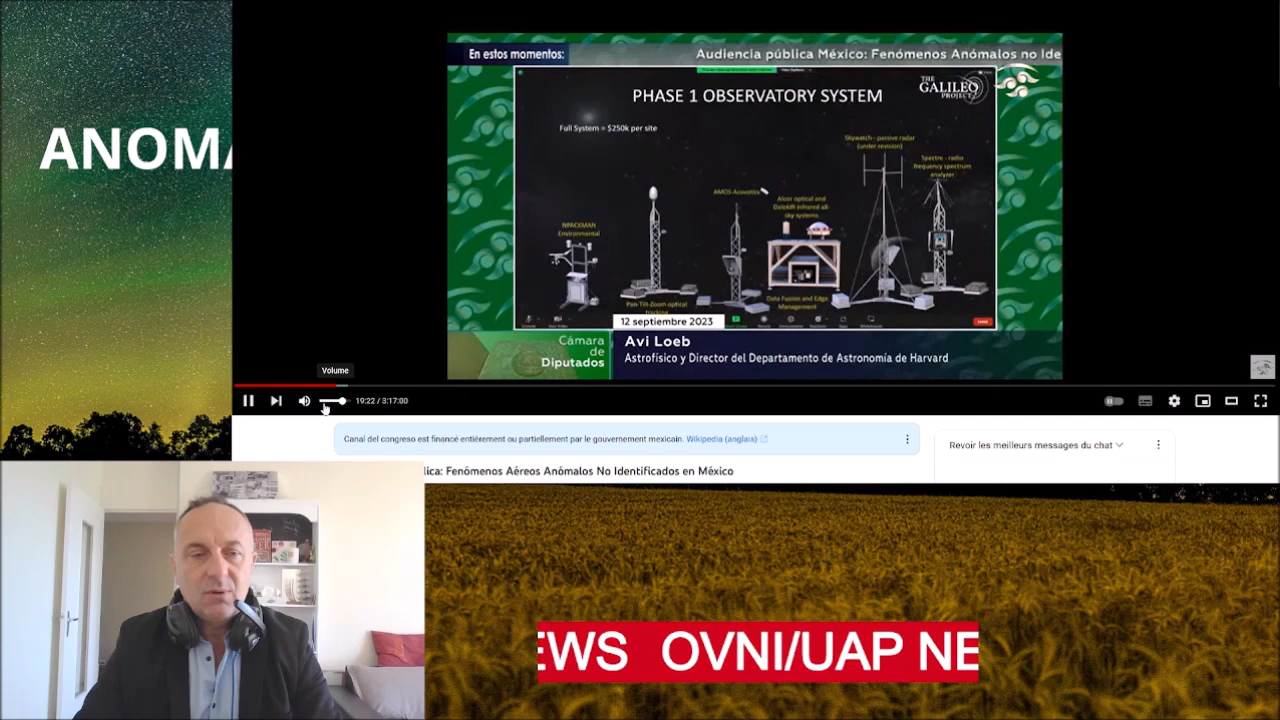 ANOMA
En estos momentos:
Audiencia pública México: Fenómenos Anómalos no Ide
THE
GALILEO
PROJECT
PHASE 1 OBSERVATORY SYSTEM
Full System = $250k per site
Skywatch - passive radar
(under revision)
Spectre - radio
frequency spectrum
analyzer
AMOS-Acoustics
Alcor optical and
Dalek infrared all-
sky systems
NPACKMAN
Environmental
Pan-Tilt-Zoom optical
tracking
Data Fusion and Edge
Management
12 septiembre 2023
Cámara
de
Diputados
Avi Loeb
Astrofísico y Director del Departamento de Astronomía de Harvard
Volume
19:22 / 3:17:00
Canal del congreso est financé entièrement ou partiellement par le gouvernement mexicain. Wikipedia (anglais)
Revoir les meilleurs messages du chat
lica: Fenómenos Aéreos Anómalos No Identificados en México
EWS OVNI/UAP NE